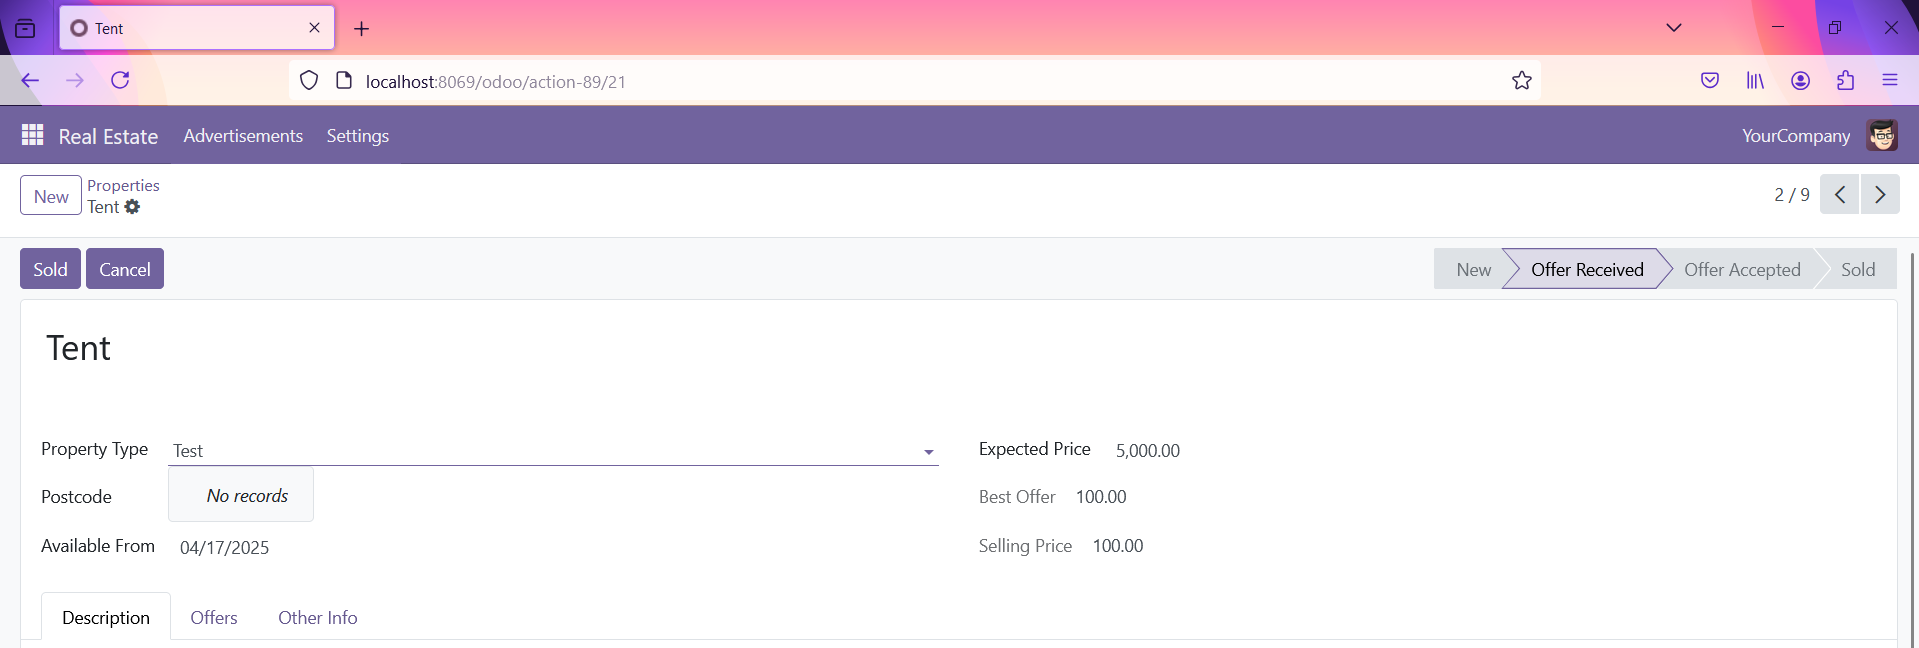 Tent
localhost:8069/odoo/action-89/21
Real Estate Advertisements Settings YourCompany
New Properties
Tent
2 / 9
Sold Cancel New Offer Received Offer Accepted Sold
Tent
Property Type Test Expected Price 5,000.00
Postcode No records Best Offer 100.00
Available From 04/17/2025 Selling Price 100.00
Description Offers Other Info